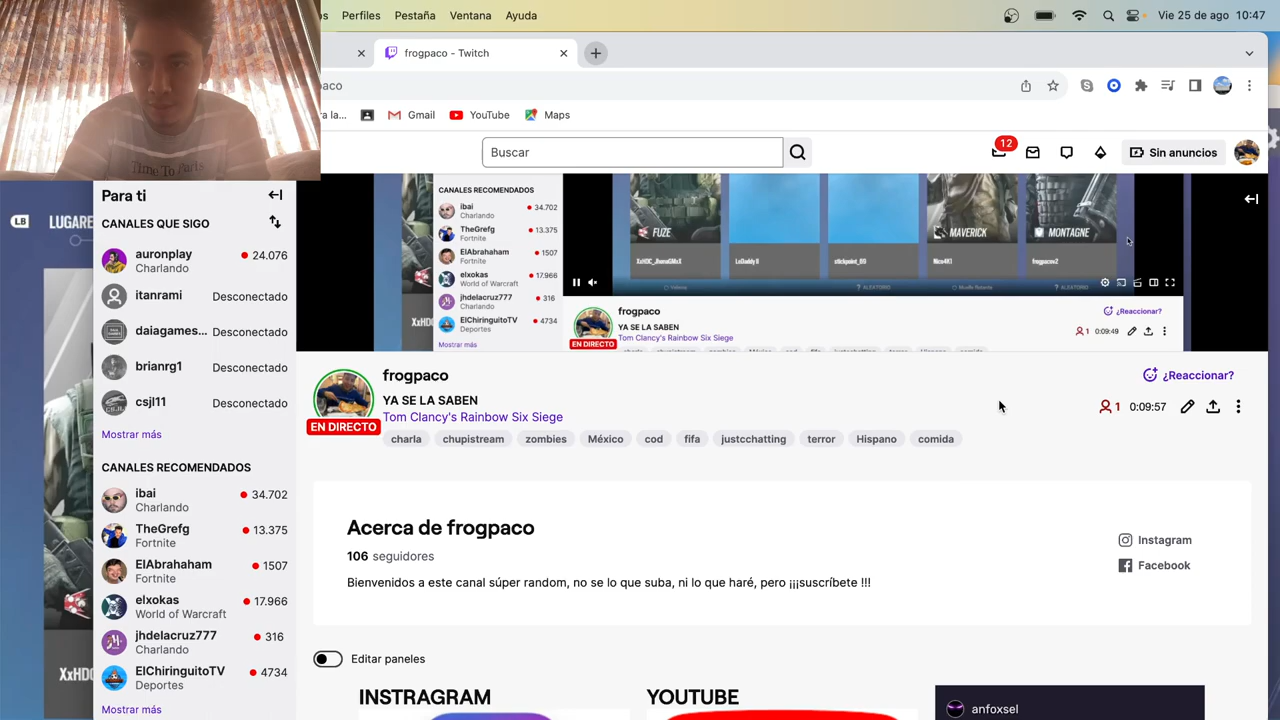 Perfiles Pestaña Ventana Ayuda Vie 25 de ago 10:47
frogpaco - Twitch
aco
la... Gmail YouTube Maps
Buscar 12 Sin anuncios
Time To Paris
LB LUGARE
Para ti
CANALES QUE SIGO
auronplay 24.076
Charlando
itanrami Desconectado
daiagames... Desconectado
brianrg1 Desconectado
csjl11 Desconectado
Mostrar más
CANALES RECOMENDADOS
ibai 34.702
Charlando
TheGrefg 13.375
Fortnite
ElAbrahaham 1507
Fortnite
elxokas 17.966
World of Warcraft
jhdelacruz777 316
Charlando
ElChiringuitoTV 4734
Deportes
Mostrar más
XxHDC
CANALES RECOMENDADOS
ibai 34.702
Charlando
TheGrefg 13.375
Fortnite
ElAbrahaham 1507
Fortnite
elxokas 17.966
World of Warcraft
jhdelacruz777 316
Charlando
ElChiringuitoTV 4734
Deportes
Mostrar más
FUZE MAVERICK MONTAGNE
frogpaco ¿Reaccionar?
YA SE LA SABEN
Tom Clancy's Rainbow Six Siege 1 0:09:49
EN DIRECTO
frogpaco ¿Reaccionar?
YA SE LA SABEN
Tom Clancy's Rainbow Six Siege 1 0:09:57
EN DIRECTO
charla chupistream zombies México cod fifa justcchatting terror Hispano comida
Acerca de frogpaco
106 seguidores
Bienvenidos a este canal súper random, no se lo que suba, ni lo que haré, pero ¡¡¡suscríbete !!!
Instagram
Facebook
Editar paneles
INSTRAGRAM YOUTUBE
anfoxsel